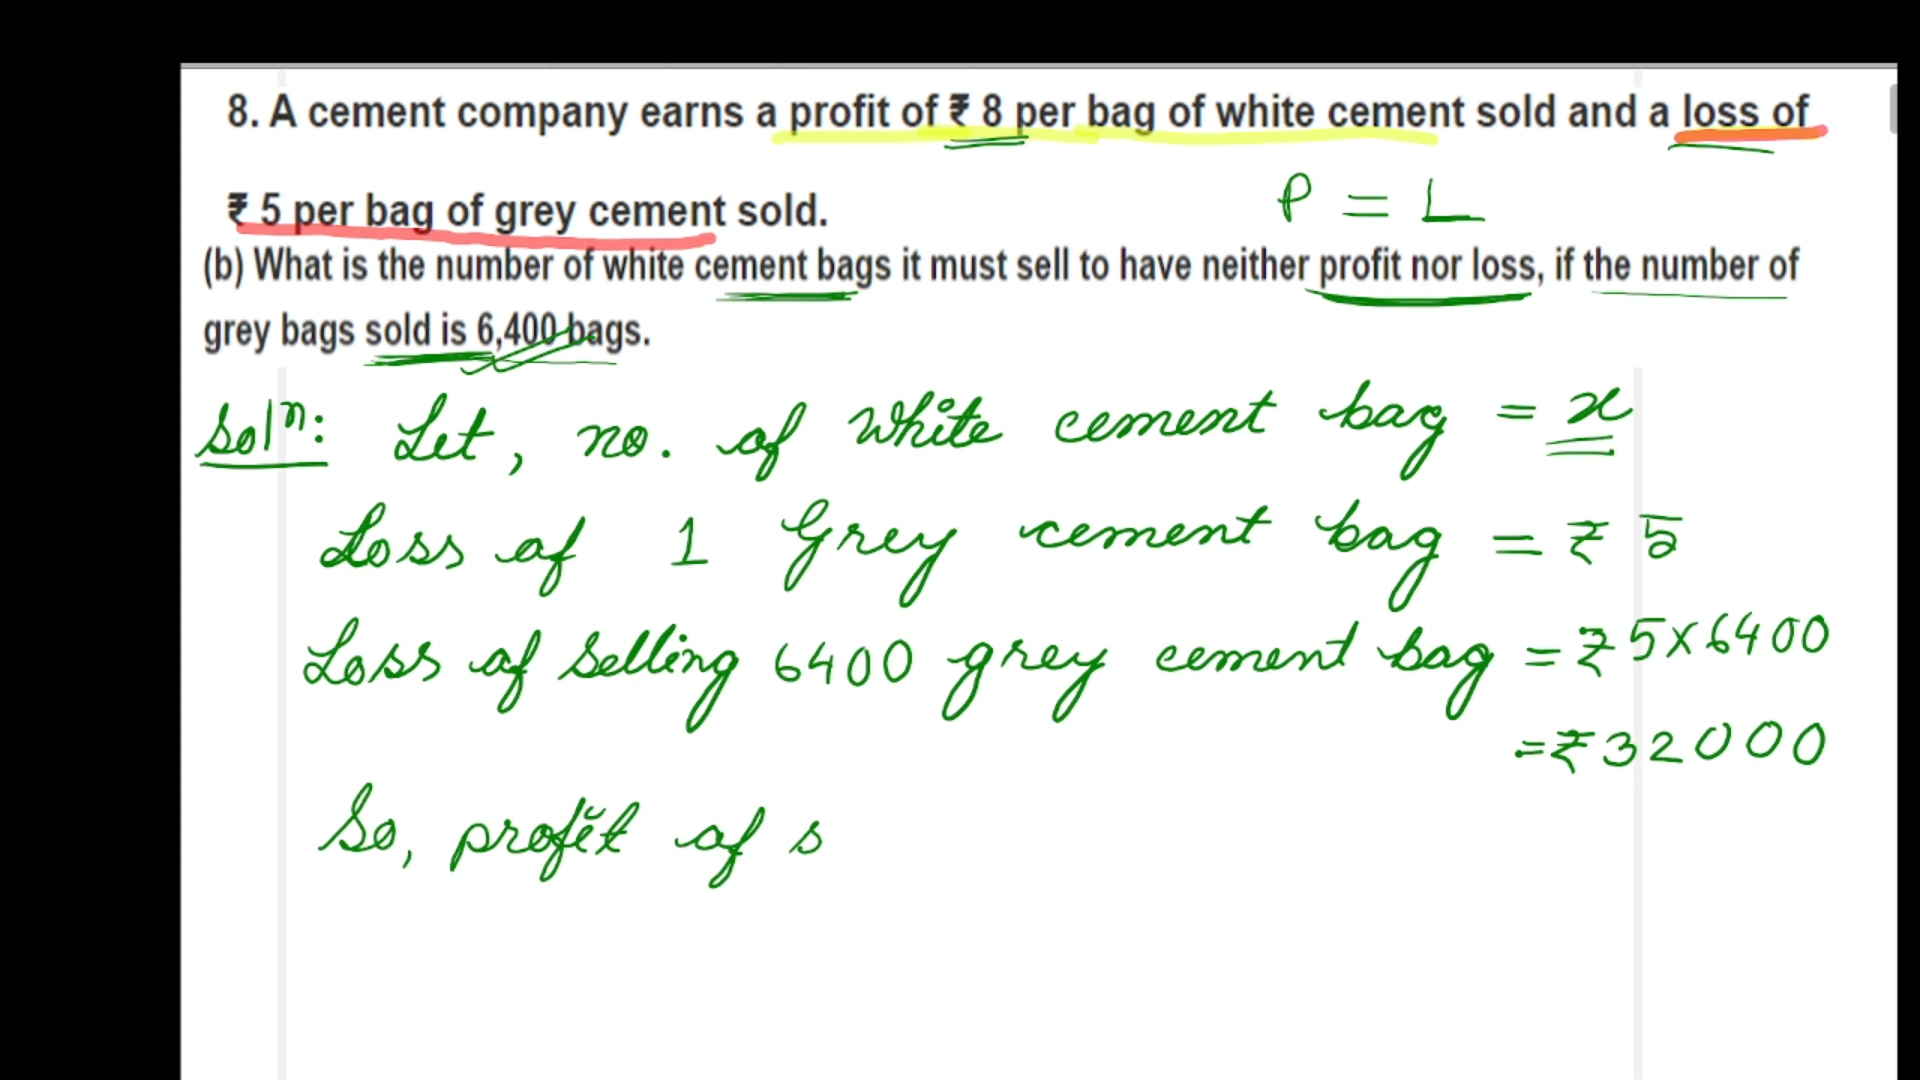 8. A cement company earns a profit of ₹ 8 per bag of white cement sold and a loss of
₹ 5 per bag of grey cement sold.
P = L
(b) What is the number of white cement bags it must sell to have neither profit nor loss, if the number of
grey bags sold is 6,400 bags.
Solⁿ: Let, no. of White cement bag = x
Loss of 1 Grey cement bag = ₹ 5
Loss of selling 6400 grey cement bag = ₹ 5×6400
= ₹ 32000
So, profit of s